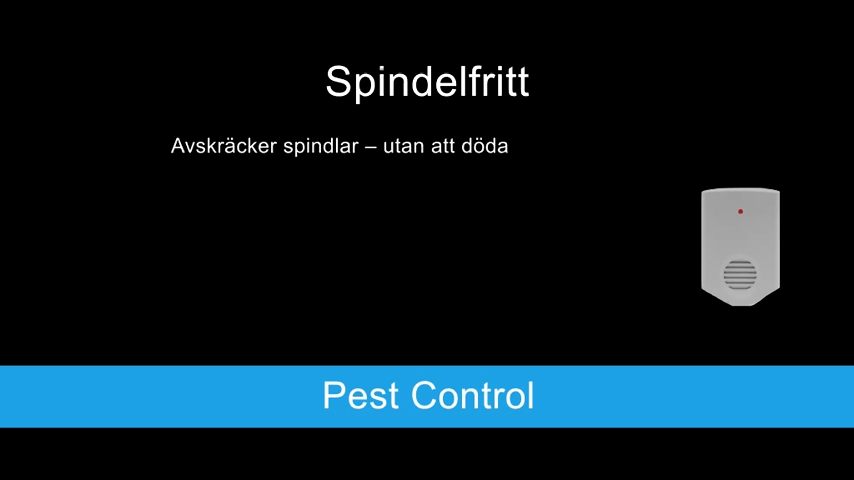 Spindelfritt
Avskräcker spindlar – utan att döda
Pest Control